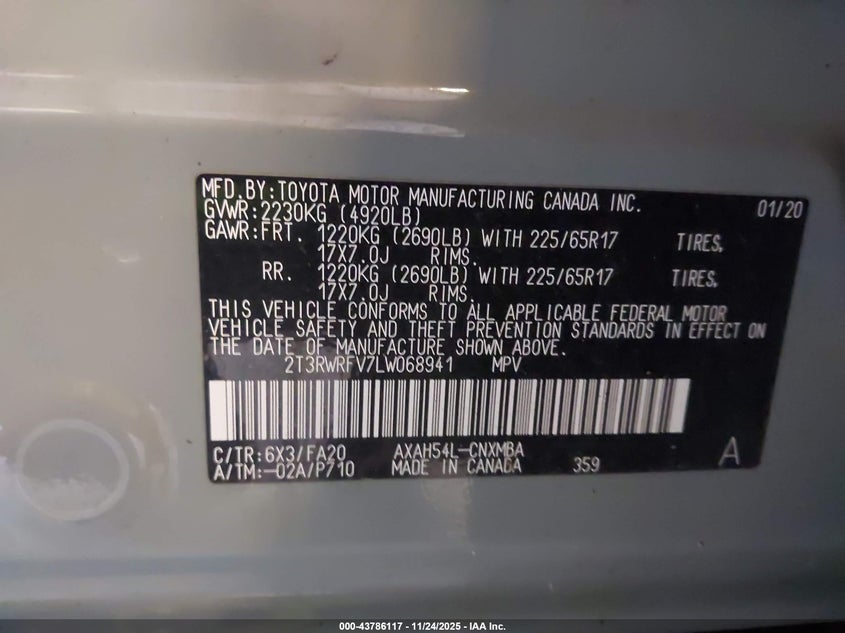 MFD.BY:TOYOTA MOTOR MANUFACTURING CANADA INC. 01/20
GVWR:2230KG (4920LB)
GAWR:FRT. 1220KG (2690LB) WITH 225/65R17 TIRES,
17X7.0J RIMS.
RR. 1220KG (2690LB) WITH 225/65R17 TIRES,
17X7.0J RIMS.
THIS VEHICLE CONFORMS TO ALL APPLICABLE FEDERAL MOTOR
VEHICLE SAFETY AND THEFT PREVENTION STANDARDS IN EFFECT ON
THE DATE OF MANUFACTURE SHOWN ABOVE.
2T3RWRFV7LW068941 MPV
C/TR:6X3/FA20 AXAH54L-CNXMBA A
A/TM:-02A/P710 MADE IN CANADA 359
000-43786117 - 11/24/2025 - IAA Inc.